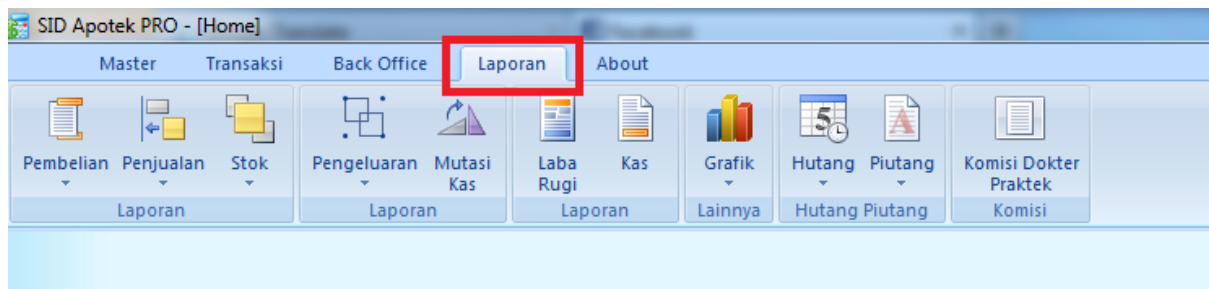 SID Apotek PRO - [Home]
Master Transaksi Back Office Laporan About
Pembelian Penjualan Stok Pengeluaran Mutasi Kas Laba Rugi Kas Grafik Hutang Piutang Komisi Dokter Praktek
Laporan Laporan Laporan Lainnya Hutang Piutang Komisi